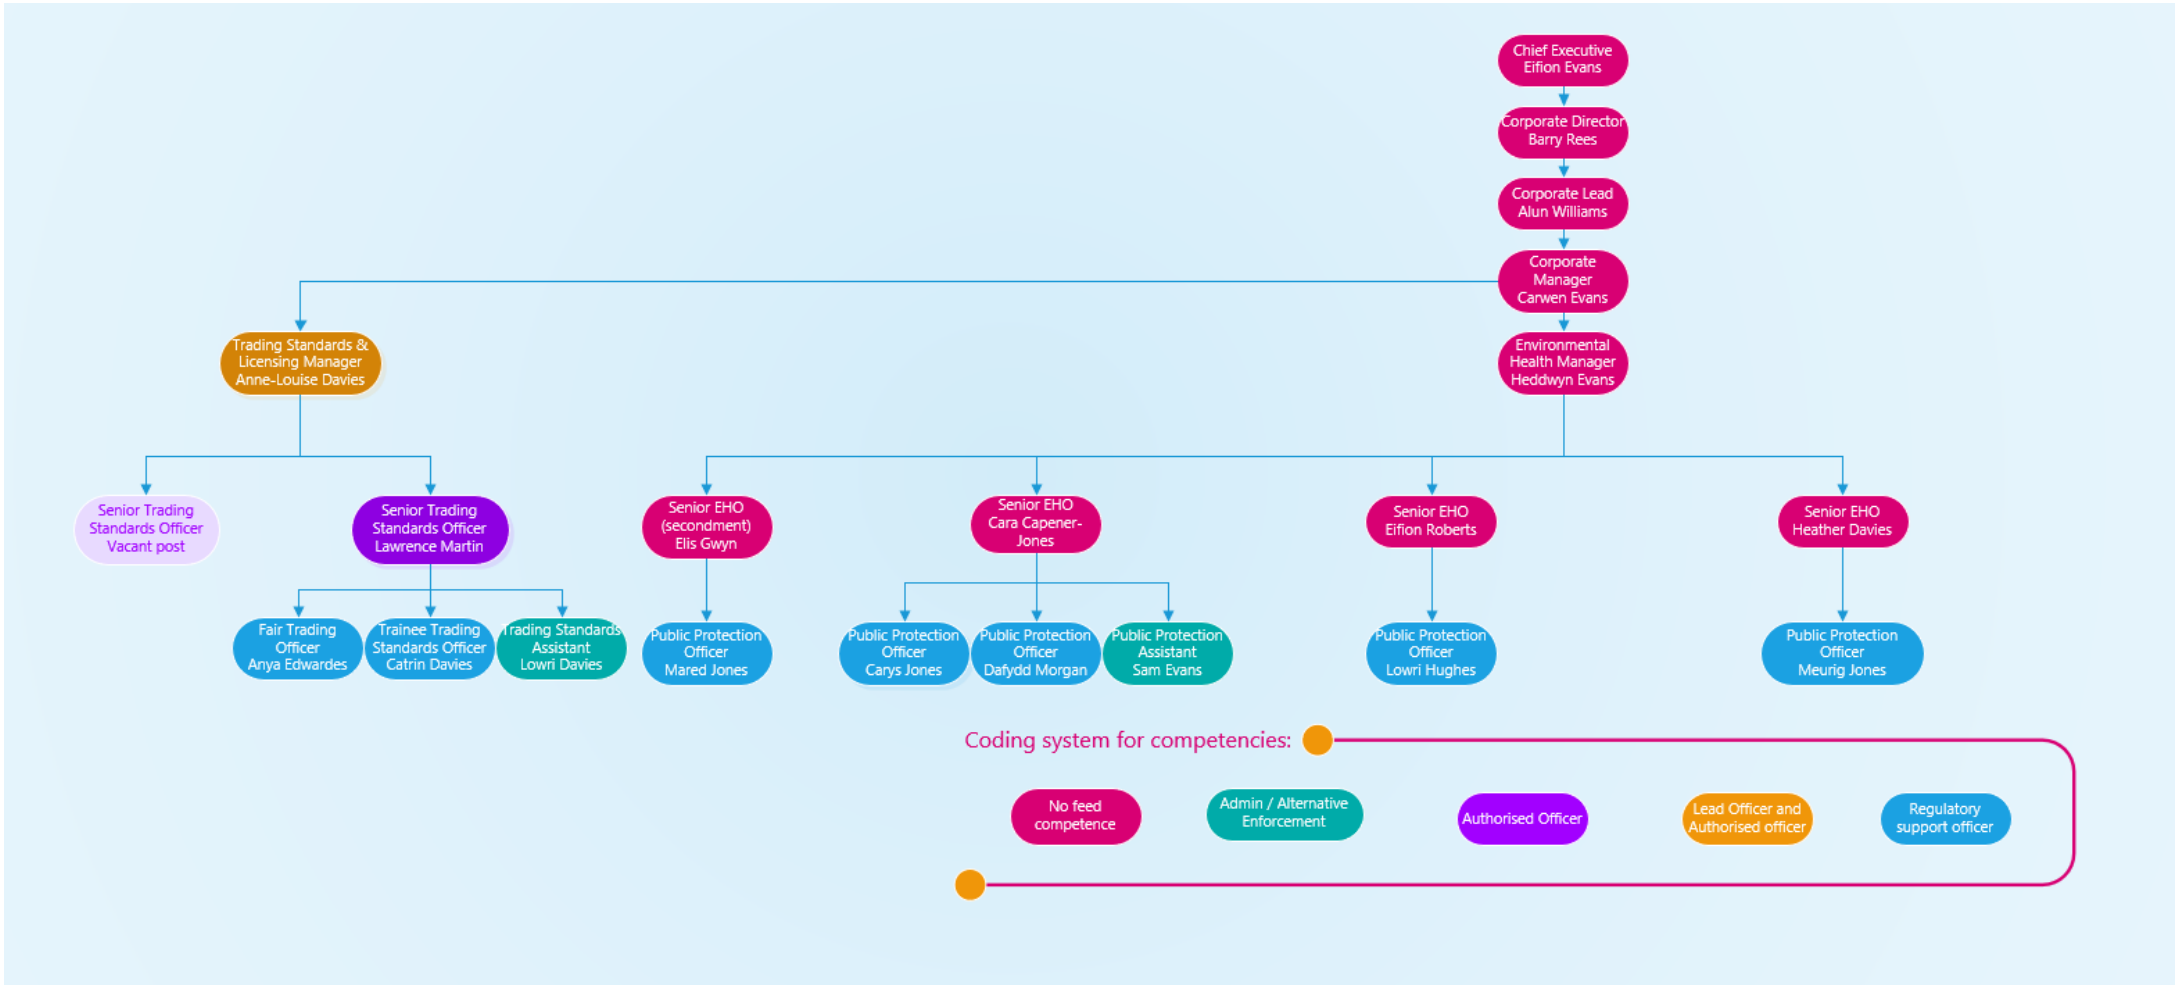 Chief Executive
Eifion Evans
Corporate Director
Barry Rees
Corporate Lead
Alun Williams
Corporate
Manager
Carwen Evans
Trading Standards &
Licensing Manager
Anne-Louise Davies
Environmental
Health Manager
Heddwyn Evans
Senior Trading
Standards Officer
Vacant post
Senior Trading
Standards Officer
Lawrence Martin
Senior EHO
(secondment)
Elis Gwyn
Senior EHO
Cara Capener-
Jones
Senior EHO
Eifion Roberts
Senior EHO
Heather Davies
Fair Trading
Officer
Anya Edwardes
Trainee Trading
Standards Officer
Catrin Davies
Trading Standards
Assistant
Lowri Davies
Public Protection
Officer
Mared Jones
Public Protection
Officer
Carys Jones
Public Protection
Officer
Dafydd Morgan
Public Protection
Assistant
Sam Evans
Public Protection
Officer
Lowri Hughes
Public Protection
Officer
Meurig Jones
Coding system for competencies:
No feed
competence
Admin / Alternative
Enforcement
Authorised Officer
Lead Officer and
Authorised officer
Regulatory
support officer